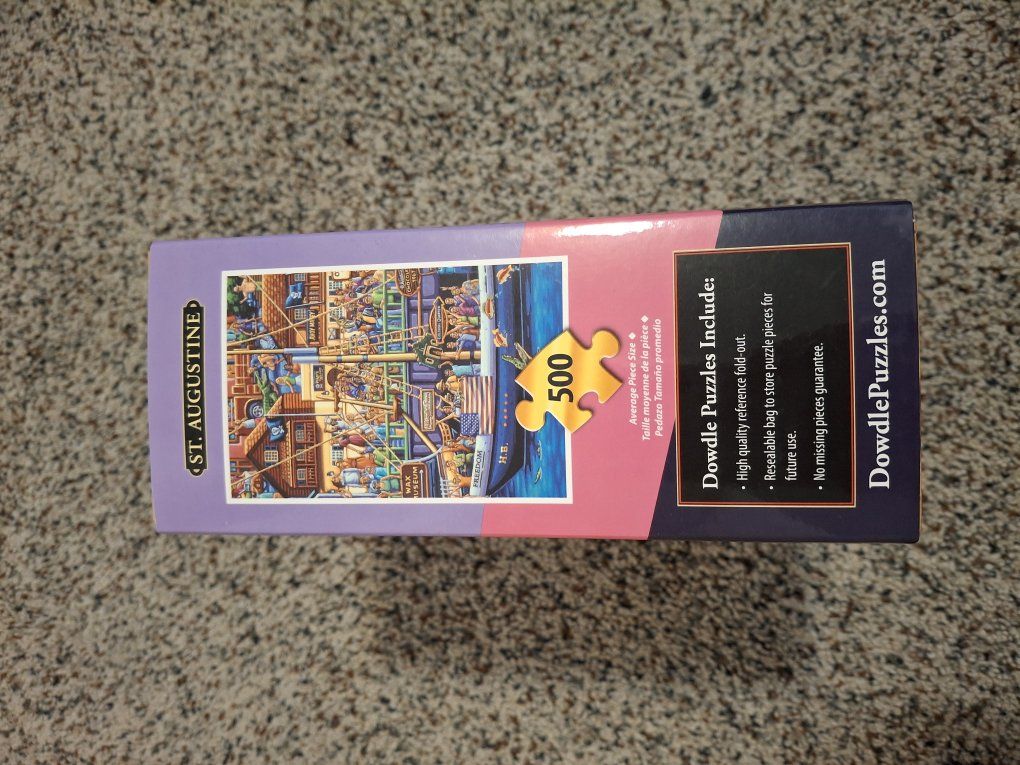 ST. AUGUSTINE
WAX
MUSEUM
FREEDOM
H.B.
500
Average Piece Size ◆
Taille moyenne de la pièce ◆
Pedazo Tamaño promedio
Dowdle Puzzles Include:
• High quality reference fold-out.
• Resealable bag to store puzzle pieces for
future use.
• No missing pieces guarantee.
DowdlePuzzles.com